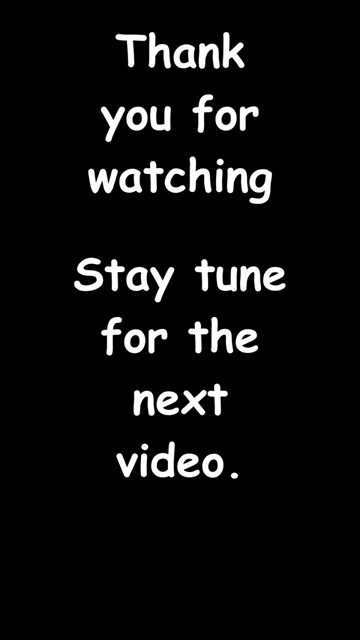 Thank
you for
watching
Stay tune
for the
next
video.